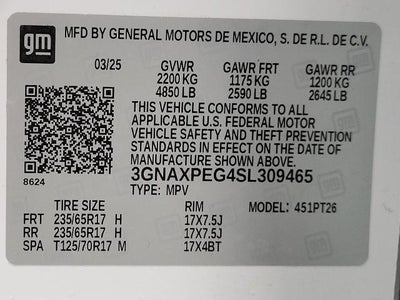 gm MFD BY GENERAL MOTORS DE MEXICO, S. DE R.L. DE C.V.
03/25 GVWR GAWR FRT GAWR RR
2200 KG 1175 KG 1200 KG
4850 LB 2590 LB 2645 LB
THIS VEHICLE CONFORMS TO ALL
APPLICABLE U.S. FEDERAL MOTOR
VEHICLE SAFETY AND THEFT PREVENTION
STANDARDS IN EFFECT ON THE DATE OF
MANUFACTURE SHOWN ABOVE.
8624 3GNAXPEG4SL309465
TYPE: MPV
TIRE SIZE RIM MODEL: 451PT26
FRT 235/65R17 H 17X7.5J
RR 235/65R17 H 17X7.5J
SPA T125/70R17 M 17X4BT